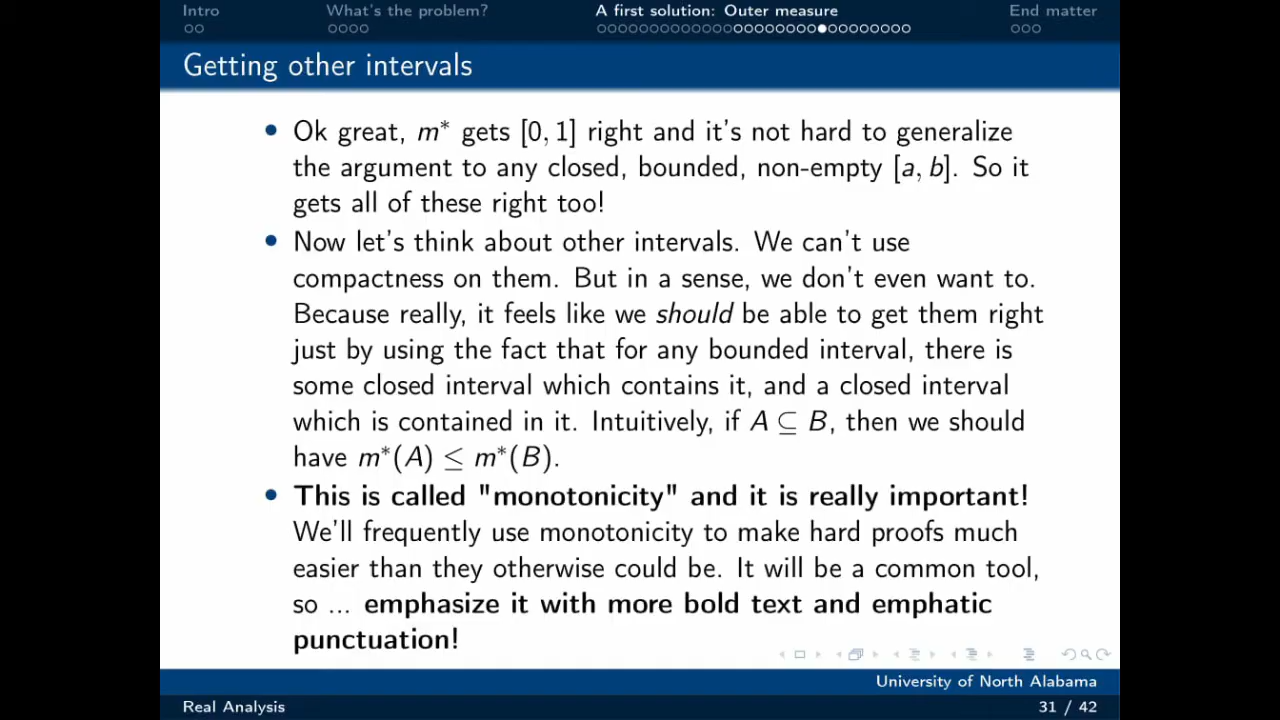 Intro What's the problem? A first solution: Outer measure End matter
Getting other intervals
Ok great, m* gets [0, 1] right and it's not hard to generalize
the argument to any closed, bounded, non-empty [a, b]. So it
gets all of these right too!
Now let's think about other intervals. We can't use
compactness on them. But in a sense, we don't even want to.
Because really, it feels like we should be able to get them right
just by using the fact that for any bounded interval, there is
some closed interval which contains it, and a closed interval
which is contained in it. Intuitively, if A ⊆ B, then we should
have m*(A) ≤ m*(B).
This is called "monotonicity" and it is really important!
We'll frequently use monotonicity to make hard proofs much
easier than they otherwise could be. It will be a common tool,
so ... emphasize it with more bold text and emphatic
punctuation!
University of North Alabama
Real Analysis 31 / 42